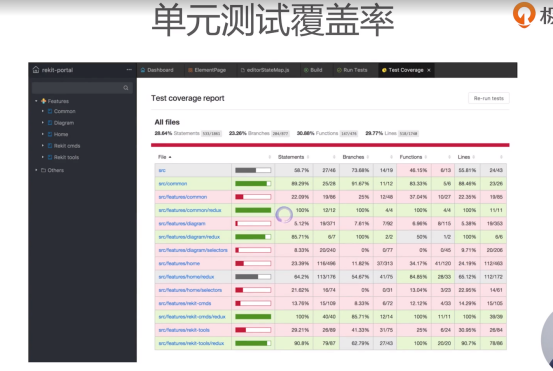 单元测试覆盖率
rekit-portal
Dashboard
ElementPage
editorStateMap.js
Build
Run Tests
Test Coverage ×
Features
Common
Diagram
Home
Rekit cmds
Rekit tools
Others
Test coverage report
Re-run tests
All files
28.64% Statements
23.26% Branches
30.88% Functions
29.77% Lines
File Statements Branches Functions Lines
src 58.7% 27/46 73.68% 14/19 46.15% 6/13 55.81% 24/43
src/common 89.29% 25/28 91.67% 11/12 83.33% 5/6 88.46% 23/26
src/features/common 22.09% 19/86 25% 12/48 37.04% 10/27 22.35% 19/85
src/features/common/redux 100% 12/12 100% 4/4 100% 4/4 100% 11/11
src/features/diagram 5.12% 19/371 7.61% 7/92 6.96% 8/115 5.38% 19/353
src/features/diagram/redux 85.71% 6/7 100% 2/2 50% 1/2 100% 6/6
src/features/diagram/selectors 8.33% 20/240 0% 0/77 0% 0/45 9.71% 20/206
src/features/home 23.39% 116/496 11.82% 37/313 34.17% 41/120 24.19% 112/463
src/features/home/redux 64.2% 113/176 54.67% 41/75 84.85% 28/33 65.12% 112/172
src/features/home/selectors 21.62% 16/74 0% 0/31 13.04% 3/23 22.95% 14/61
src/features/rekit-cmds 13.76% 15/109 8.33% 6/72 12.12% 4/33 14.29% 15/105
src/features/rekit-cmds/redux 100% 40/40 85.71% 12/14 100% 11/11 100% 39/39
src/features/rekit-tools 29.21% 26/89 41.33% 31/75 25% 6/24 30.95% 26/84
src/features/rekit-tools/redux 90.8% 79/87 62.79% 27/43 100% 20/20 90.7% 78/86